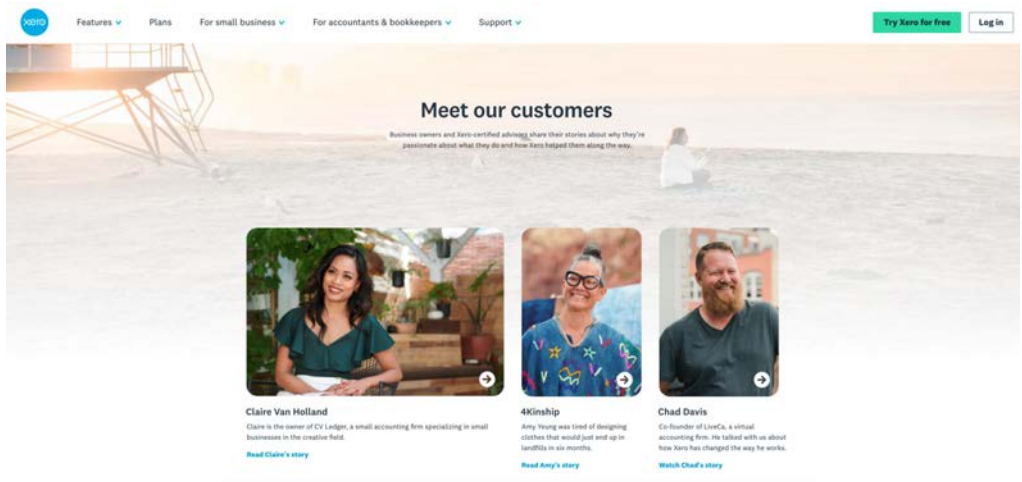 xero
Features
Plans
For small business
For accountants & bookkeepers
Support
Try Xero for free
Log in
Meet our customers
Business owners and Xero-certified advisors share their stories about why they're
passionate about what they do and how Xero helped them along the way.
Claire Van Holland
Claire is the owner of CV Ledger, a small accounting firm specializing in small
businesses in the creative field.
Read Claire's story
4Kinship
Amy Yeung was tired of designing
clothes that would just end up in
landfills in six months.
Read Amy's story
Chad Davis
Co-founder of LiveCa, a virtual
accounting firm. He talked with us about
how Xero has changed the way he works.
Watch Chad's story